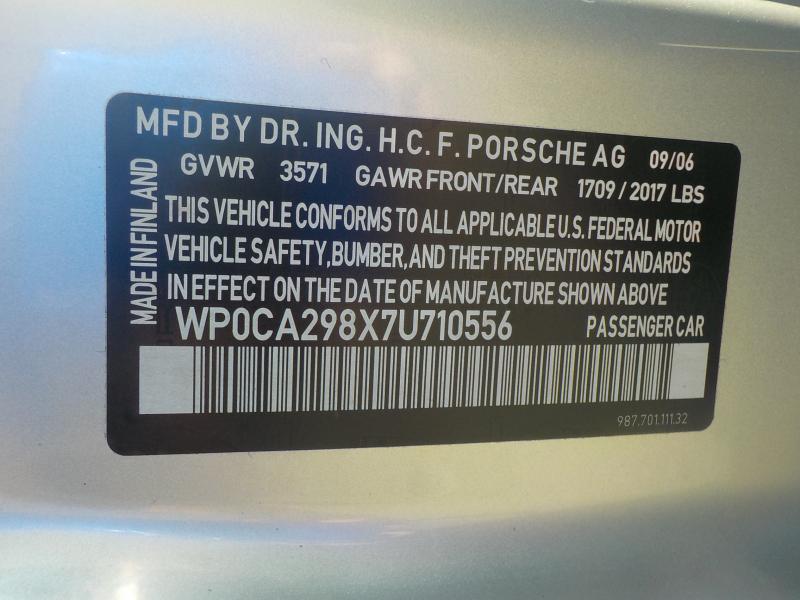 MFD BY DR. ING. H.C. F. PORSCHE AG 09/06
GVWR 3571 GAWR FRONT/REAR 1709 / 2017 LBS
THIS VEHICLE CONFORMS TO ALL APPLICABLE U.S. FEDERAL MOTOR
VEHICLE SAFETY, BUMBER, AND THEFT PREVENTION STANDARDS
IN EFFECT ON THE DATE OF MANUFACTURE SHOWN ABOVE
WP0CA298X7U710556 PASSENGER CAR
987.701.111.32
MADE IN FINLAND